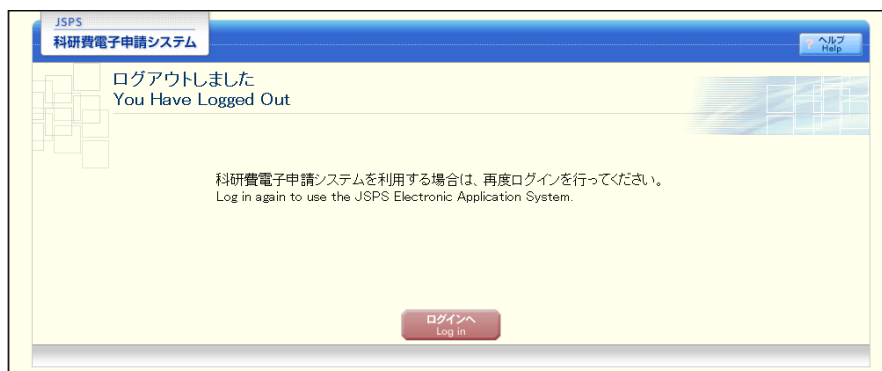 JSPS
科研費電子申請システム
? ヘルプ
Help
ログアウトしました
You Have Logged Out
科研費電子申請システムを利用する場合は、再度ログインを行ってください。
Log in again to use the JSPS Electronic Application System.
ログインへ
Log in